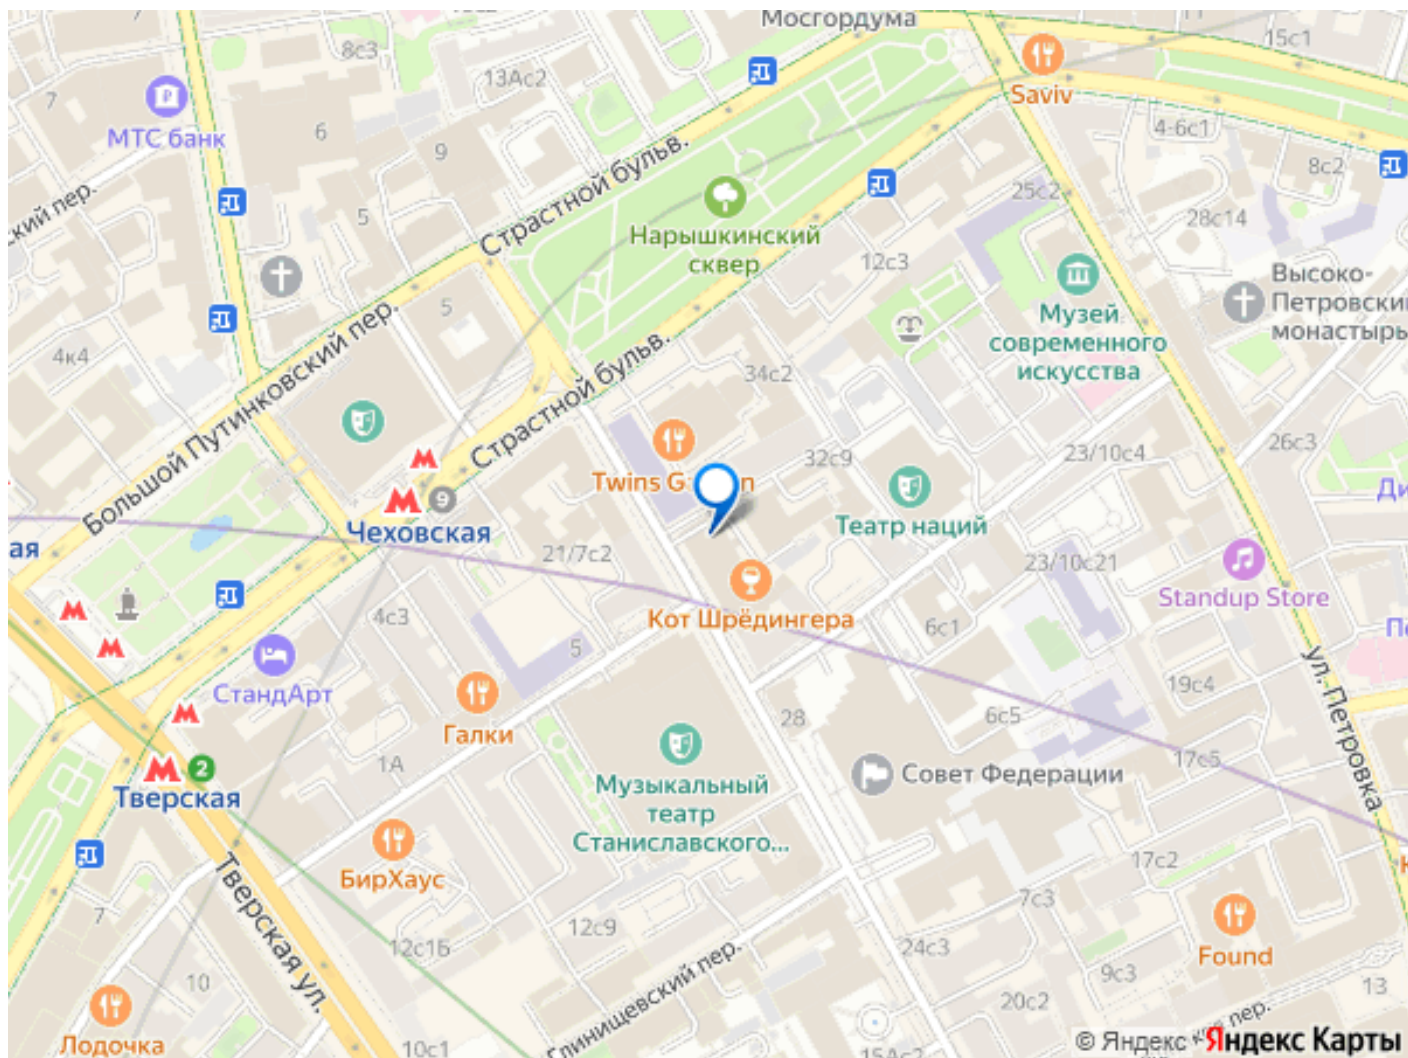 Мосгордума
8с3
7
13Ас2
15с1
Saviv
МТС банк
6
9
4-6с1
8с2
Страстной бульв.
25с2
28с14
5
Нарышкинский
сквер
12с3
Высоко-
Петровский
монастырь
Музей
современного
искусства
5
4к4
Большой Путинковский пер.
Страстной бульв.
34с2
26с3
23/10с4
32с9
Twins G
Чеховская
9
Театр наций
21/7с2
23/10с21
Standup Store
Кот Шрёдингера
4с3
6с1
5
СтандАрт
19с4
ул. Петровка
Галки
28
6с5
1А
17с5
Тверская
2
Совет Федерации
Музыкальный
театр
Станиславского...
БирХаус
17с2
7
7с3
12с9
12с1Б
24с3
Found
Тверская ул.
Глинищевский пер.
9с3
10
20с2
13
Лодочка
10с1
15Ас2
пер.
© Яндекс
Яндекс Карты